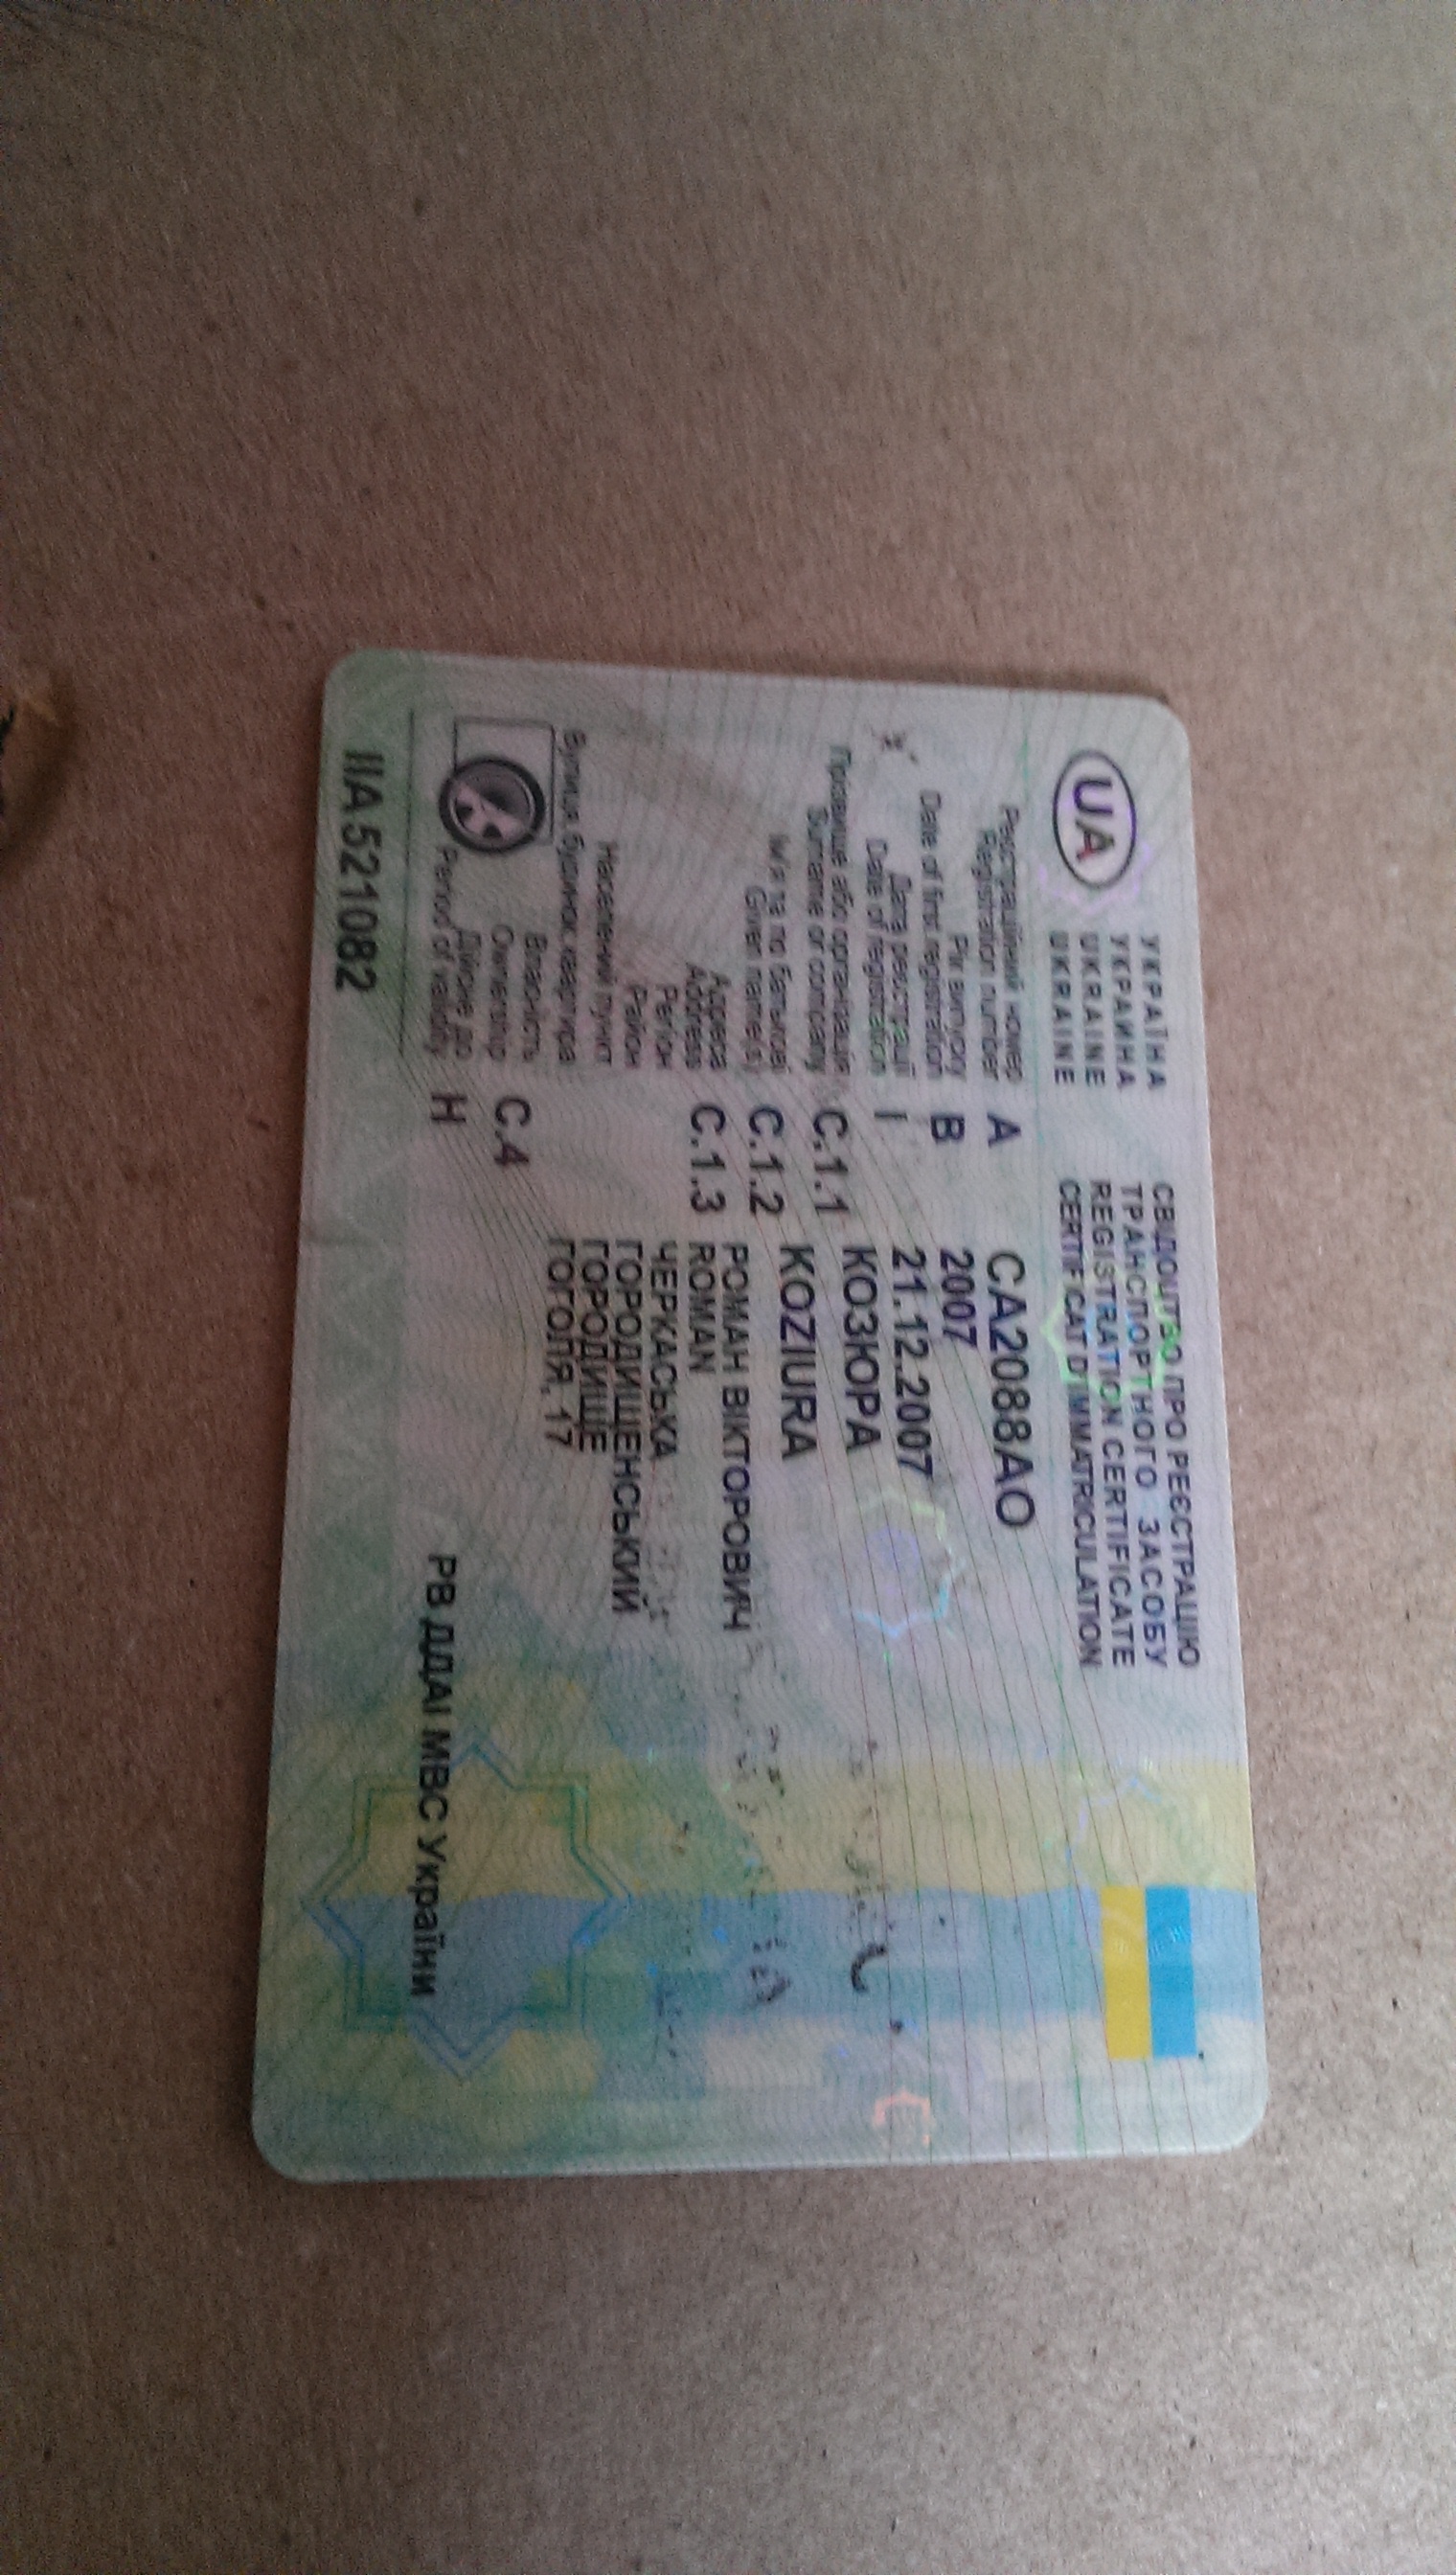 UA
УКРАЇНА
УКРАИНА
UKRAINE
UKRAINE
СВІДОЦТВО ПРО РЕЄСТРАЦІЮ
ТРАНСПОРТНОГО ЗАСОБУ
REGISTRATION CERTIFICATE
CERTIFICAT D'IMMATRICULATION
Реєстраційний номер
Registration number A CA2088AO
Рік випуску
Date of first registration B 2007
Дата реєстрації
Date of registration I 21.12.2007
Прізвище або організація
Surname or company C.1.1 КОЗЮРА
KOZIURA
Ім'я та по батькові
Given name(s) C.1.2
РОМАН ВІКТОРОВИЧ
Адреса
Address C.1.3 ROMAN
Регіон ЧЕРКАСЬКА
Район ГОРОДИЩЕНСЬКИЙ
Населений пункт ГОРОДИЩЕ
Вулиця, будинок, квартира ГОГОЛЯ, 17
Власність
Ownership C.4
Дійсне до
Period of validity H
РВ ДДАІ МВС України
IIA 521082